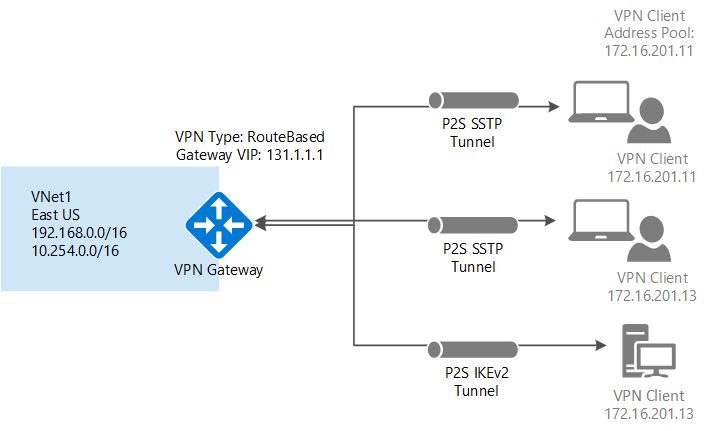 VPN Client
Address Pool:
172.16.201.11
P2S SSTP
Tunnel
VPN Type: RouteBased
Gateway VIP: 131.1.1.1
VPN Client
172.16.201.11
VNet1
East US
192.168.0.0/16
10.254.0.0/16
VPN Gateway
P2S SSTP
Tunnel
VPN Client
172.16.201.13
P2S IKEv2
Tunnel
VPN Client
172.16.201.13